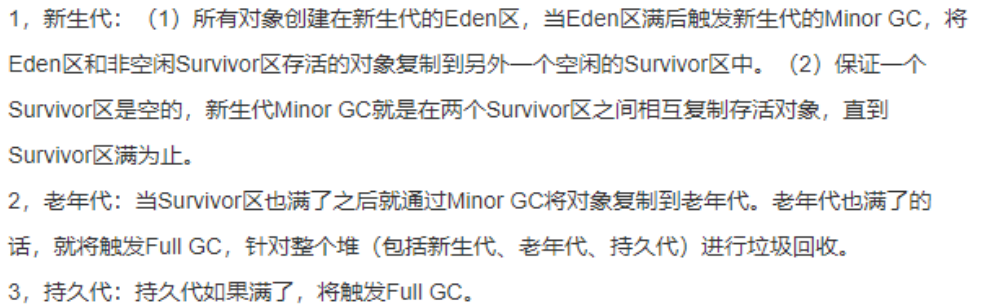 1，新生代：（1）所有对象创建在新生代的Eden区，当Eden区满后触发新生代的Minor GC，将
Eden区和非空闲Survivor区存活的对象复制到另外一个空闲的Survivor区中。（2）保证一个
Survivor区是空的，新生代Minor GC就是在两个Survivor区之间相互复制存活对象，直到
Survivor区满为止。
2，老年代：当Survivor区也满了之后就通过Minor GC将对象复制到老年代。老年代也满了的
话，就将触发Full GC，针对整个堆（包括新生代、老年代、持久代）进行垃圾回收。
3，持久代：持久代如果满了，将触发Full GC。